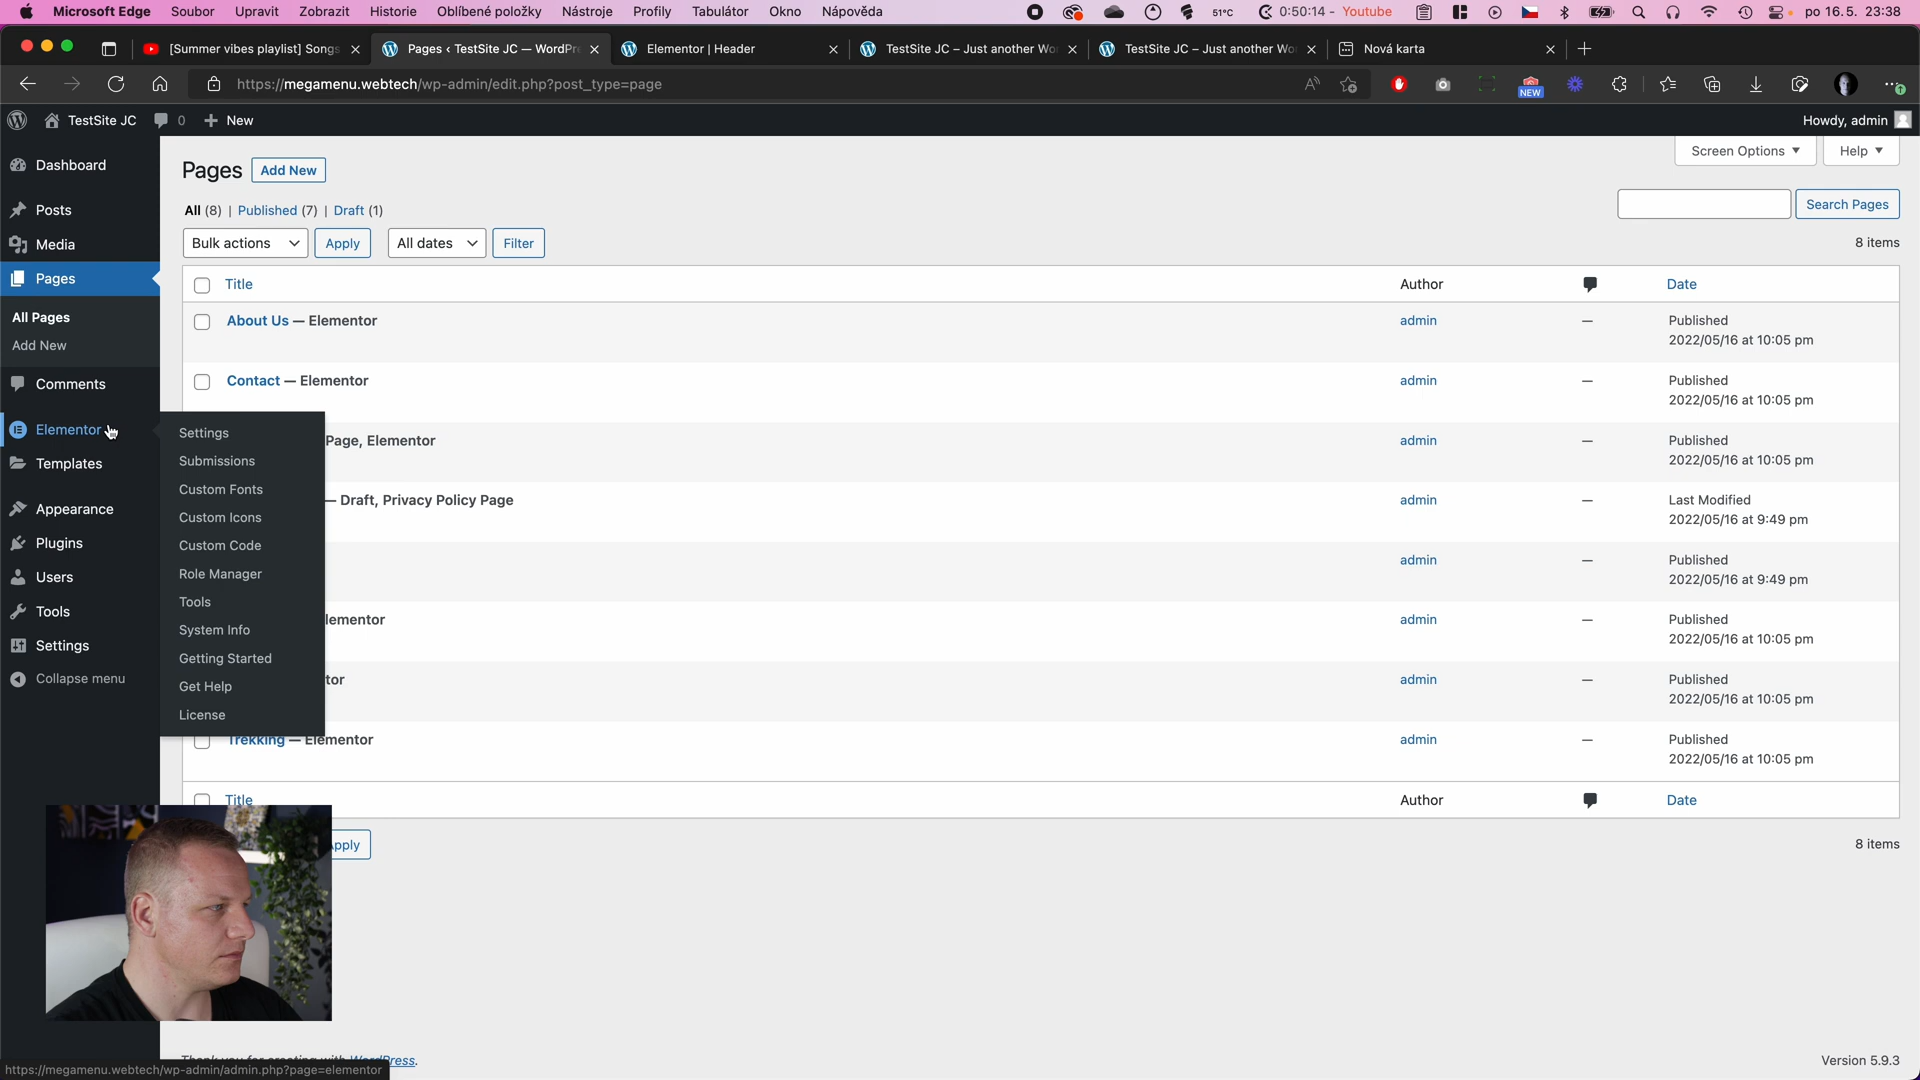 Microsoft Edge Soubor Upravit Zobrazit Historie Oblíbené položky Nástroje Profily Tabulátor Okno Nápověda 51°C 0:50:14 - Youtube po 16.5. 23:38
[Summer vibes playlist] Songs Pages ‹ TestSite JC — WordPre Elementor | Header TestSite JC – Just another Wo TestSite JC – Just another Wo Nová karta
https://megamenu.webtech/wp-admin/edit.php?post_type=page NEW
TestSite JC 0 New Howdy, admin
Dashboard
Posts
Media
Pages
All Pages
Add New
Comments
Elementor
Templates
Appearance
Plugins
Users
Tools
Settings
Collapse menu
Settings
Submissions
Custom Fonts
Custom Icons
Custom Code
Role Manager
Tools
System Info
Getting Started
Get Help
License
Screen Options Help
Pages Add New
All (8) | Published (7) | Draft (1)
Search Pages
Bulk actions Apply All dates Filter 8 items
Title Author Date
About Us — Elementor admin — Published
2022/05/16 at 10:05 pm
Contact — Elementor admin — Published
2022/05/16 at 10:05 pm
Page, Elementor admin — Published
2022/05/16 at 10:05 pm
— Draft, Privacy Policy Page admin — Last Modified
2022/05/16 at 9:49 pm
admin — Published
2022/05/16 at 9:49 pm
lementor admin — Published
2022/05/16 at 10:05 pm
tor admin — Published
2022/05/16 at 10:05 pm
Trekking — Elementor admin — Published
2022/05/16 at 10:05 pm
Title Author Date
Apply 8 items
Thank you for creating with WordPress. Version 5.9.3
https://megamenu.webtech/wp-admin/admin.php?page=elementor